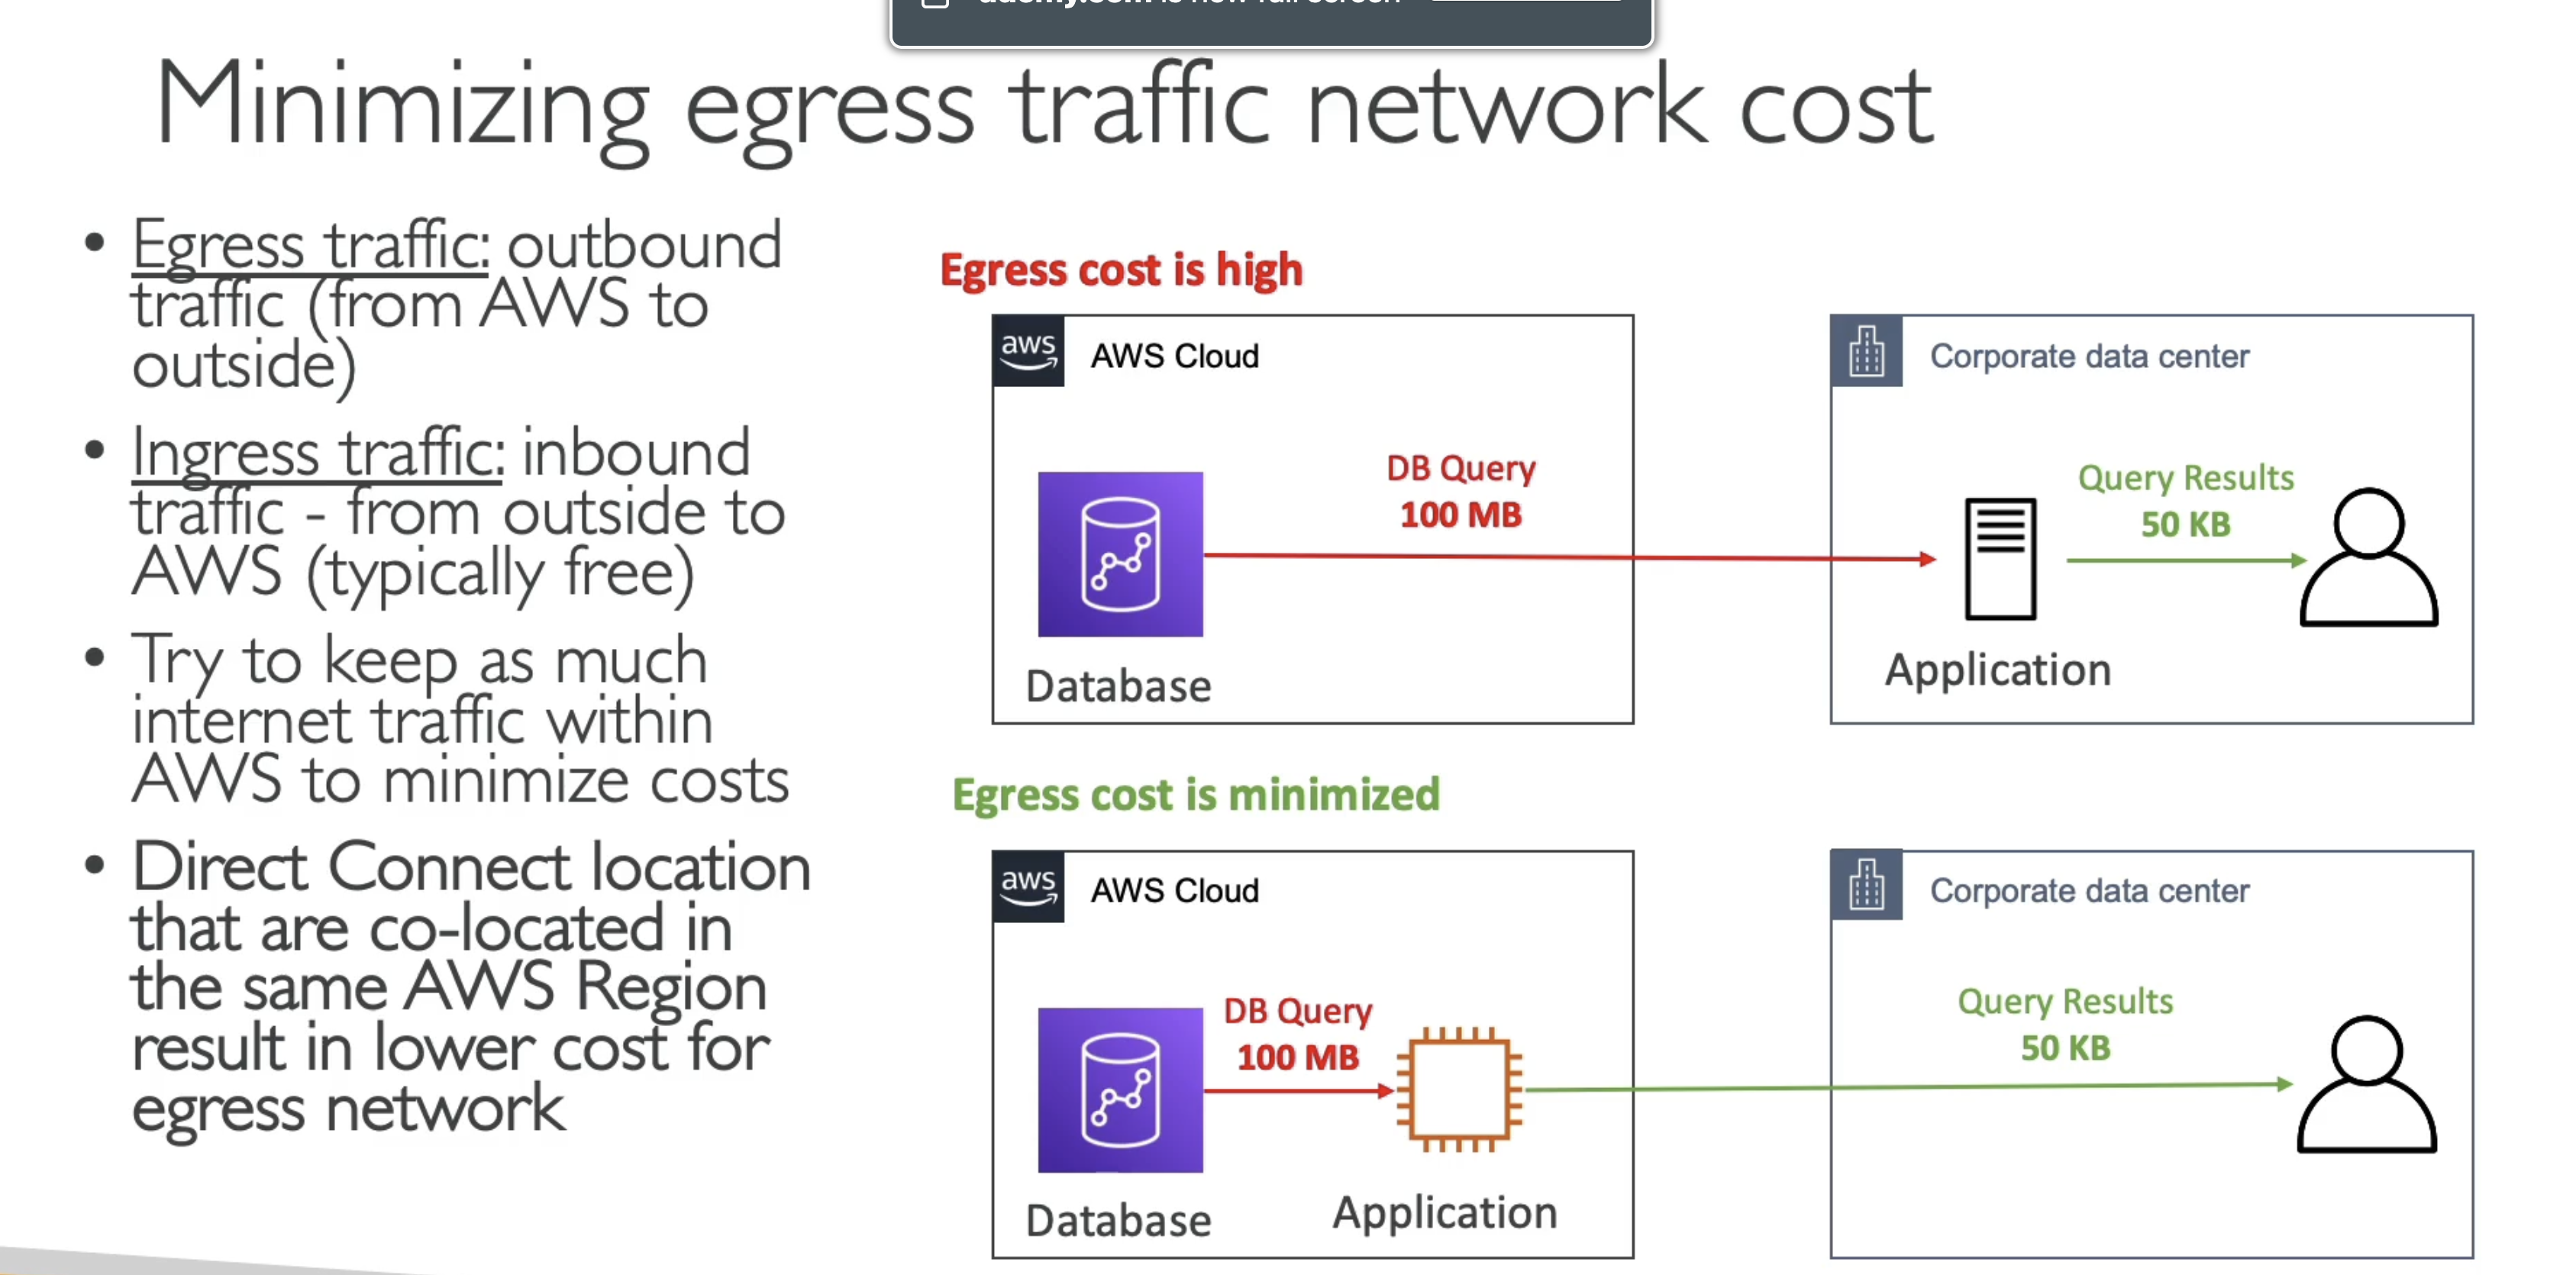 Minimizing egress traffic network cost
• Egress traffic: outbound
traffic (from AWS to
outside)
• Ingress traffic: inbound
traffic - from outside to
AWS (typically free)
• Try to keep as much
internet traffic within
AWS to minimize costs
• Direct Connect location
that are co-located in
the same AWS Region
result in lower cost for
egress network
Egress cost is high
aws
AWS Cloud
DB Query
100 MB
Database
Corporate data center
Query Results
50 KB
Application
Egress cost is minimized
aws
AWS Cloud
DB Query
100 MB
Database
Application
Corporate data center
Query Results
50 KB